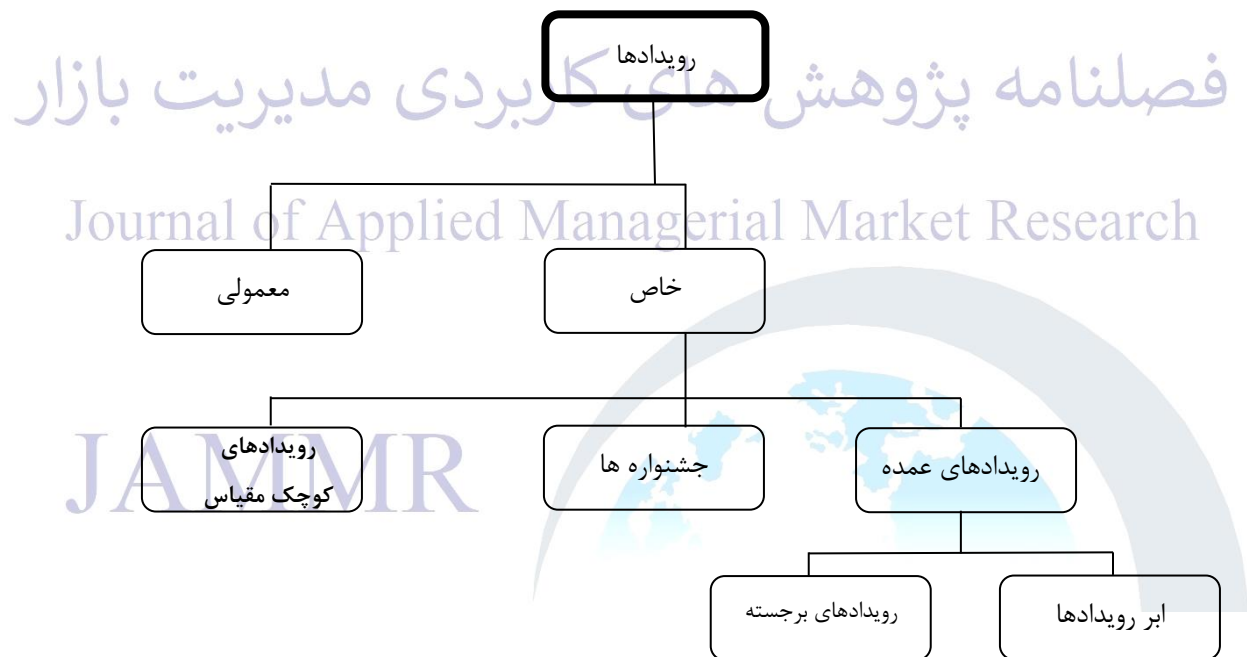 رویدادها
فصلنامه پژوهش های کاربردی مدیریت بازار
Journal of Applied Managerial Market Research
خاص
معمولی
رویدادهای عمده
جشنواره ها
رویدادهای
کوچک مقیاس
JAMMR
ابر رویدادها
رویدادهای برجسته